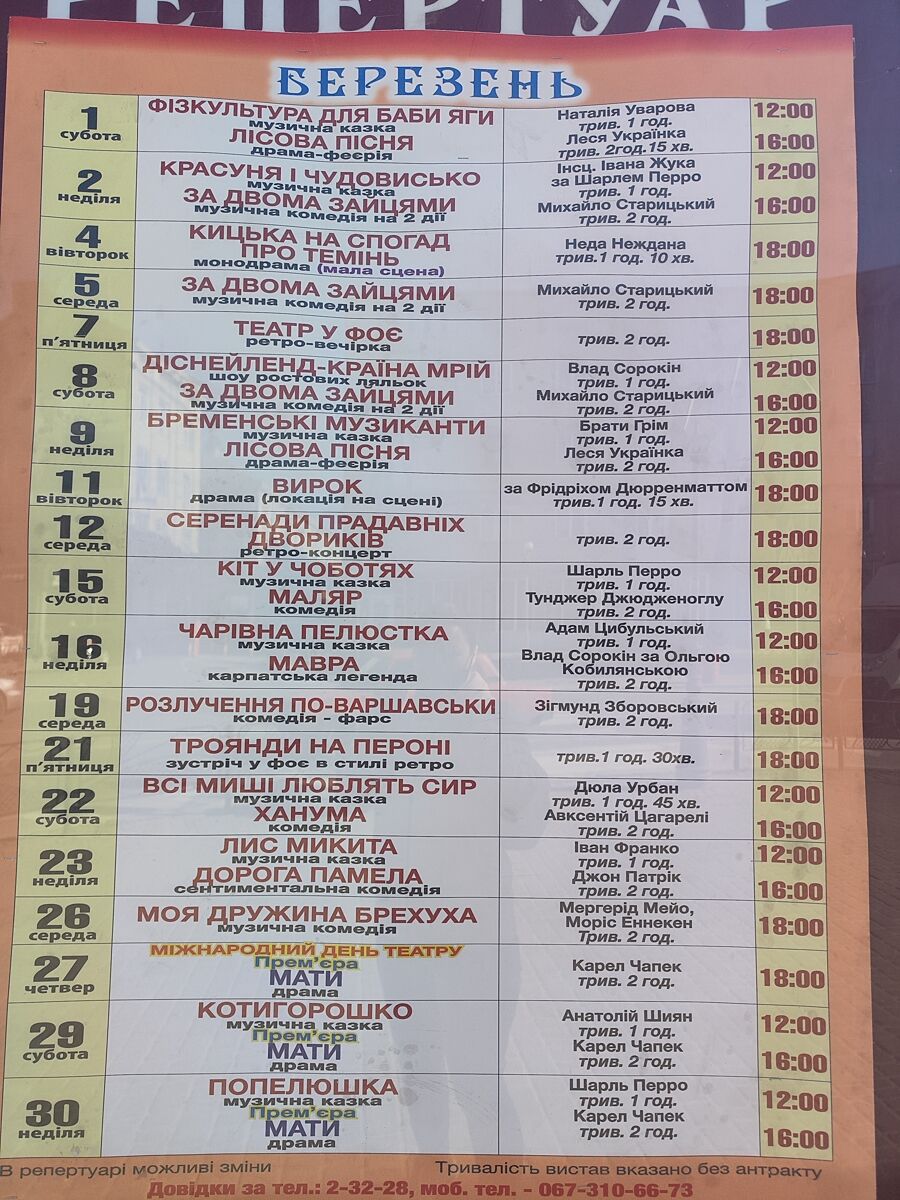 РЕПЕРТУАР
БЕРЕЗЕНЬ
1
субота
ФІЗКУЛЬТУРА ДЛЯ БАБИ ЯГИ
музична казка
Наталія Уварова
трив. 1 год.
12:00
ЛІСОВА ПІСНЯ
драма-феєрія
Леся Українка
трив. 2год.15 хв.
16:00
2
неділя
КРАСУНЯ І ЧУДОВИСЬКО
музична казка
Інсц. Івана Жука
за Шарлем Перро
трив. 1 год.
12:00
ЗА ДВОМА ЗАЙЦЯМИ
музична комедія на 2 дії
Михайло Старицький
трив. 2 год.
16:00
4
вівторок
КИЦЬКА НА СПОГАД
ПРО ТЕМІНЬ
монодрама (мала сцена)
Неда Неждана
трив.1 год. 10 хв.
18:00
5
середа
ЗА ДВОМА ЗАЙЦЯМИ
музична комедія на 2 дії
Михайло Старицький
трив. 2 год.
18:00
7
п'ятниця
ТЕАТР У ФОЄ
ретро-вечірка
трив. 2 год.
18:00
8
субота
ДІСНЕЙЛЕНД-КРАЇНА МРІЙ
шоу ростових ляльок
Влад Сорокін
трив. 1 год.
12:00
ЗА ДВОМА ЗАЙЦЯМИ
музична комедія на 2 дії
Михайло Старицький
трив. 2 год.
16:00
9
неділя
БРЕМЕНСЬКІ МУЗИКАНТИ
музична казка
Брати Грім
трив. 1 год.
12:00
ЛІСОВА ПІСНЯ
драма-феєрія
Леся Українка
трив. 2 год.
16:00
11
вівторок
ВИРОК
драма (локація на сцені)
за Фрідріхом Дюрренматтом
трив.1 год. 15 хв.
18:00
12
середа
СЕРЕНАДИ ПРАДАВНІХ
ДВОРИКІВ
ретро-концерт
трив. 2 год.
18:00
15
субота
КІТ У ЧОБОТЯХ
музична казка
Шарль Перро
трив. 1 год.
12:00
МАЛЯР
комедія
Тунджер Джюдженоглу
трив. 2 год.
16:00
16
неділя
ЧАРІВНА ПЕЛЮСТКА
музична казка
Адам Цибульський
трив. 1 год.
12:00
МАВРА
карпатська легенда
Влад Сорокін за Ольгою
Кобилянською
трив. 2 год.
16:00
19
середа
РОЗЛУЧЕННЯ ПО-ВАРШАВСЬКИ
комедія - фарс
Зігмунд Зборовський
трив. 2 год.
18:00
21
п'ятниця
ТРОЯНДИ НА ПЕРОНІ
зустріч у фоє в стилі ретро
трив.1 год. 30хв.
18:00
22
субота
ВСІ МИШІ ЛЮБЛЯТЬ СИР
музична казка
Дюла Урбан
трив. 1 год. 45 хв.
12:00
ХАНУМА
комедія
Авксентій Цагарелі
трив. 2 год.
16:00
23
неділя
ЛИС МИКИТА
музична казка
Іван Франко
трив. 1 год.
12:00
ДОРОГА ПАМЕЛА
сентиментальна комедія
Джон Патрік
трив. 2 год.
16:00
26
середа
МОЯ ДРУЖИНА БРЕХУХА
музична комедія
Мергерід Мейо,
Моріс Еннекен
Трив. 2 год.
18:00
27
четвер
МІЖНАРОДНИЙ ДЕНЬ ТЕАТРУ
Прем'єра
МАТИ
драма
Карел Чапек
трив. 2 год.
18:00
29
субота
КОТИГОРОШКО
музична казка
Анатолій Шиян
трив. 1 год.
12:00
Прем'єра
МАТИ
драма
Карел Чапек
трив. 2 год.
16:00
30
неділя
ПОПЕЛЮШКА
музична казка
Шарль Перро
трив. 1 год.
12:00
Прем'єра
МАТИ
драма
Карел Чапек
трив. 2 год.
16:00
В репертуарі можливі зміни
Тривалість вистав вказано без антракту
Довідки за тел.: 2-32-28, моб. тел. - 067-310-66-73